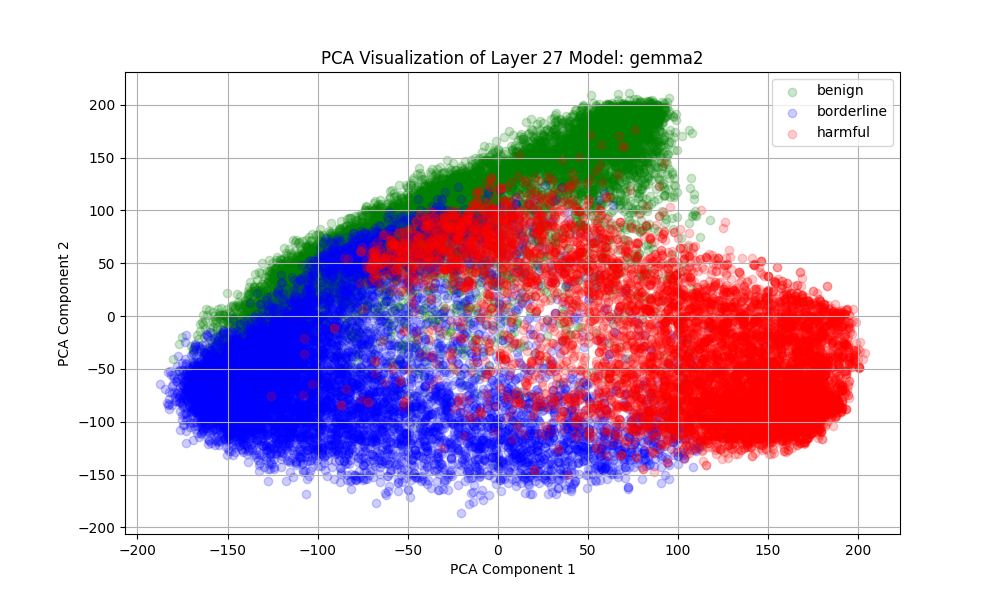 PCA Visualization of Layer 27 Model: gemma2
benign
borderline
harmful
200
150
100
50
0
−50
−100
−150
−200
PCA Component 2
−200 −150 −100 −50 0 50 100 150 200
PCA Component 1